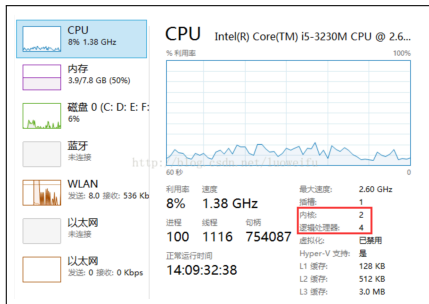 CPU
8% 1.38 GHz
内存
3.9/7.8 GB (50%)
磁盘 0 (C: D: E: F:
6%
蓝牙
未连接
WLAN
发送: 8.0 接收: 536 Kb
以太网
未连接
以太网
发送: 0 接收: 0 Kbps
CPU Intel(R) Core(TM) i5-3230M CPU @ 2.6...
% 利用率 100%
60 秒 0
利用率 速度
8% 1.38 GHz
进程 线程 句柄
100 1116 754087
正常运行时间
14:09:32:38
最大速度: 2.60 GHz
插槽: 1
内核: 2
逻辑处理器: 4
虚拟化: 已禁用
Hyper-V 支持: 是
L1 缓存: 128 KB
L2 缓存: 512 KB
L3 缓存: 3.0 MB